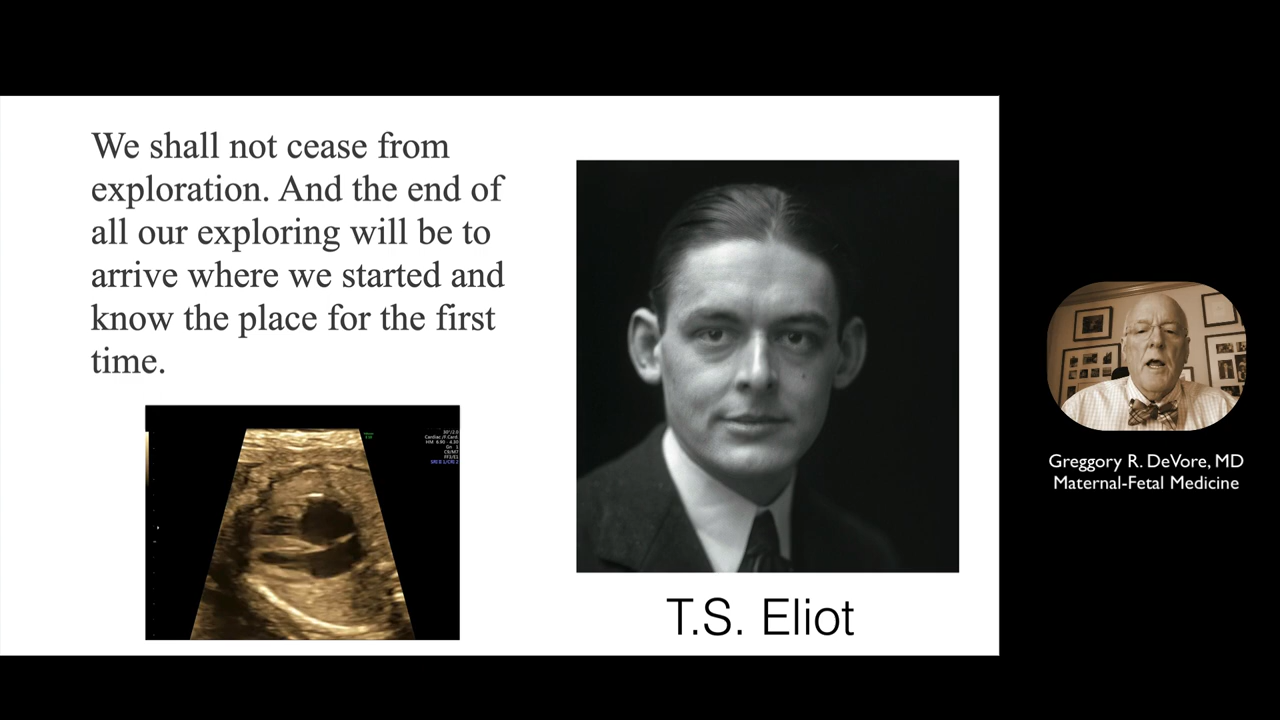 We shall not cease from
exploration. And the end of
all our exploring will be to
arrive where we started and
know the place for the first
time.
T.S. Eliot
Greggory R. DeVore, MD
Maternal-Fetal Medicine